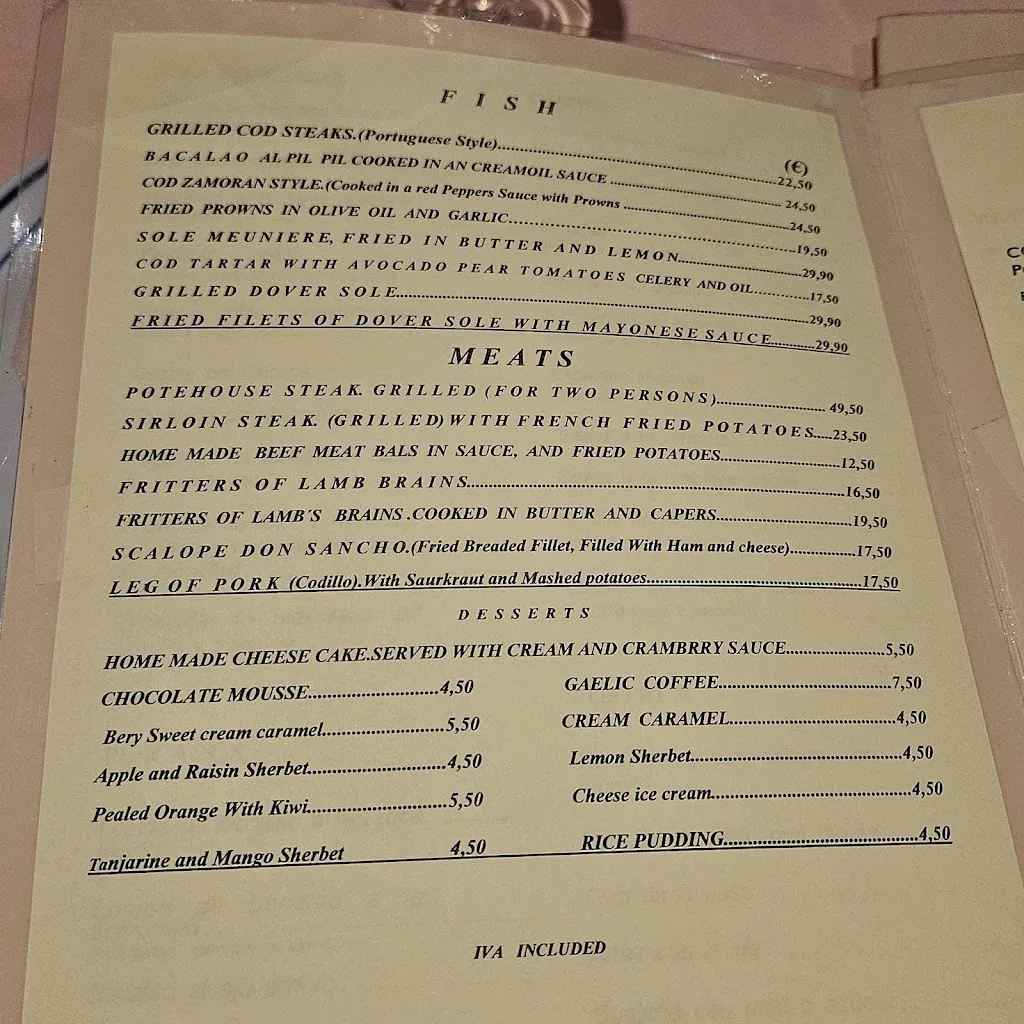 FISH
(€)
GRILLED COD STEAKS.(Portuguese Style)..........22,50
BACALAO AL PIL PIL COOKED IN AN CREAMOIL SAUCE ..........24,50
COD ZAMORAN STYLE.(Cooked in a red Peppers Sauce with Prowns ..........24,50
FRIED PROWNS IN OLIVE OIL AND GARLIC..........19,50
SOLE MEUNIERE, FRIED IN BUTTER AND LEMON..........29,90
COD TARTAR WITH AVOCADO PEAR TOMATOES CELERY AND OIL..........17,50
GRILLED DOVER SOLE..........29,90
FRIED FILETS OF DOVER SOLE WITH MAYONESE SAUCE..........29,90
MEATS
POTEHOUSE STEAK. GRILLED (FOR TWO PERSONS)..........49,50
SIRLOIN STEAK. (GRILLED) WITH FRENCH FRIED POTATOES.....23,50
HOME MADE BEEF MEAT BALS IN SAUCE, AND FRIED POTATOES..........12,50
FRITTERS OF LAMB BRAINS..........16,50
FRITTERS OF LAMB'S BRAINS .COOKED IN BUTTER AND CAPERS..........19,50
SCALOPE DON SANCHO.(Fried Breaded Fillet, Filled With Ham and cheese)..........17,50
LEG OF PORK (Codillo).With Saurkraut and Mashed potatoes..........17,50
DESSERTS
HOME MADE CHEESE CAKE.SERVED WITH CREAM AND CRAMBRRY SAUCE..........5,50
CHOCOLATE MOUSSE..........4,50 GAELIC COFFEE..........7,50
Bery Sweet cream caramel..........5,50 CREAM CARAMEL..........4,50
Apple and Raisin Sherbet..........4,50 Lemon Sherbet..........4,50
Pealed Orange With Kiwi..........5,50 Cheese ice cream..........4,50
Tanjarine and Mango Sherbet 4,50 RICE PUDDING..........4,50
IVA INCLUDED